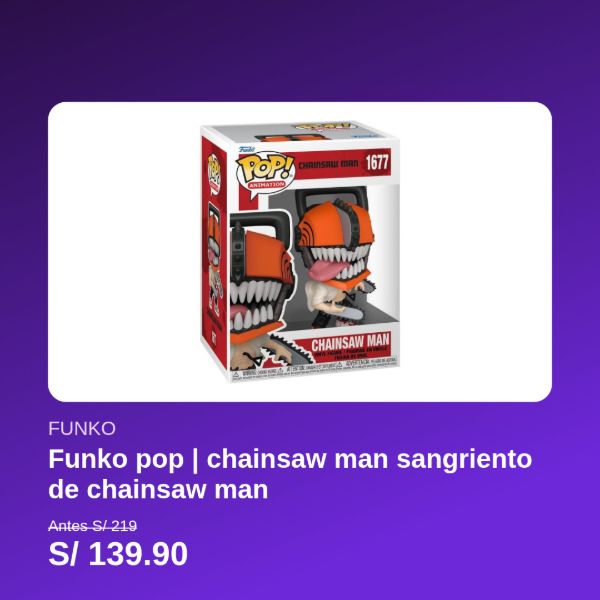 Funko
POP!
ANIMATION
CHAINSAW MAN
1677
CHAINSAW MAN
FUNKO
Funko pop | chainsaw man sangriento
de chainsaw man
Antes S/ 219
S/ 139.90